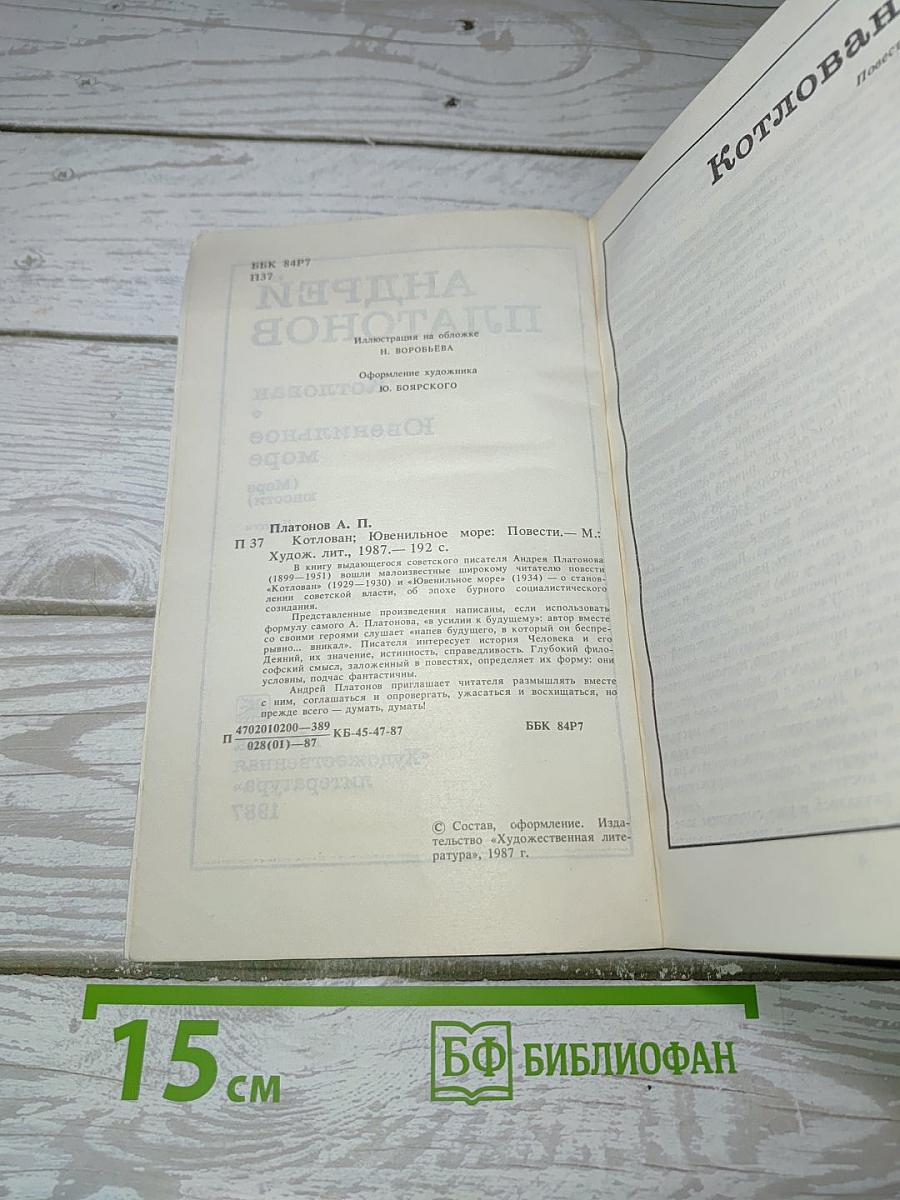 ББК 84Р7
П37
Иллюстрация на обложке
Н. ВОРОБЬЕВА
Оформление художника
Ю. БОЯРСКОГО
Платонов А. П.
П 37 Котлован; Ювенильное море: Повести.— М.:
Худож. лит., 1987.— 192 с.
В книгу выдающегося советского писателя Андрея Платонова
(1899—1951) вошли малоизвестные широкому читателю повести
«Котлован» (1929—1930) и «Ювенильное море» (1934) — о станов-
лении советской власти, об эпохе бурного социалистического
созидания.
Представленные произведения написаны, если использовать
формулу самого А. Платонова, «в усилии к будущему»: автор вместе
со своими героями слушает «напев будущего, в который он беспре-
рывно... вникал». Писателя интересует история Человека и его
Деяний, их значение, истинность, справедливость. Глубокий фило-
софский смысл, заложенный в повестях, определяет их форму: они
условны, подчас фантастичны.
Андрей Платонов приглашает читателя размышлять вместе
с ним, соглашаться и опровергать, ужасаться и восхищаться, но
прежде всего — думать, думать!
П 4702010200—389 КБ-45-47-87 ББК 84Р7
028(01)—87
© Состав, оформление. Изда-
тельство «Художественная лите-
ратура», 1987 г.
Котлован
15 см
БФ БИБЛИОФАН